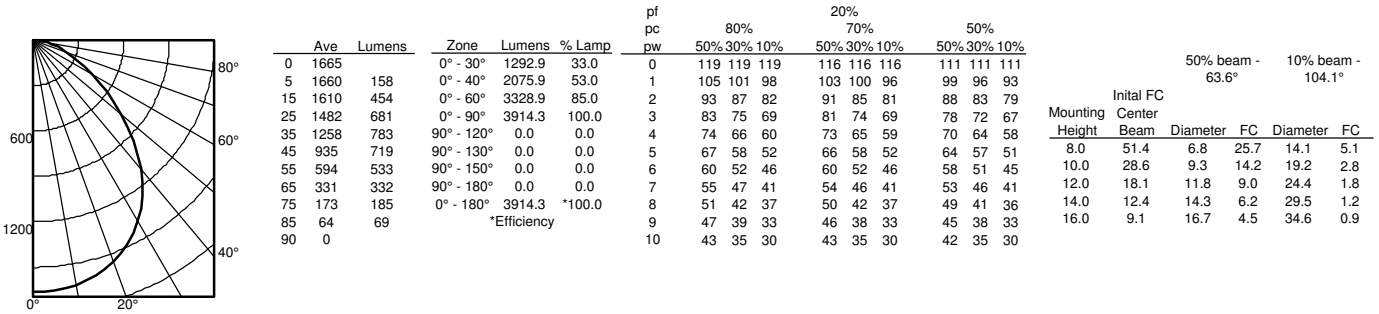 80°
60°
40°
600
1200
0° 20°
Ave Lumens
0 1665
5 1660 158
15 1610 454
25 1482 681
35 1258 783
45 935 719
55 594 533
65 331 332
75 173 185
85 64 69
90 0
Zone Lumens % Lamp
0° - 30° 1292.9 33.0
0° - 40° 2075.9 53.0
0° - 60° 3328.9 85.0
0° - 90° 3914.3 100.0
90° - 120° 0.0 0.0
90° - 130° 0.0 0.0
90° - 150° 0.0 0.0
90° - 180° 0.0 0.0
0° - 180° 3914.3 *100.0
*Efficiency
pf 20%
pc 80% 70% 50%
pw 50% 30% 10% 50% 30% 10% 50% 30% 10%
0 119 119 119 116 116 116 111 111 111
1 105 101 98 103 100 96 99 96 93
2 93 87 82 91 85 81 88 83 79
3 83 75 69 81 74 69 78 72 67
4 74 66 60 73 65 59 70 64 58
5 67 58 52 66 58 52 64 57 51
6 60 52 46 60 52 46 58 51 45
7 55 47 41 54 46 41 53 46 41
8 51 42 37 50 42 37 49 41 36
9 47 39 33 46 38 33 45 38 33
10 43 35 30 43 35 30 42 35 30
50% beam - 10% beam -
63.6° 104.1°
Inital FC
Mounting Center
Height Beam Diameter FC Diameter FC
8.0 51.4 6.8 25.7 14.1 5.1
10.0 28.6 9.3 14.2 19.2 2.8
12.0 18.1 11.8 9.0 24.4 1.8
14.0 12.4 14.3 6.2 29.5 1.2
16.0 9.1 16.7 4.5 34.6 0.9